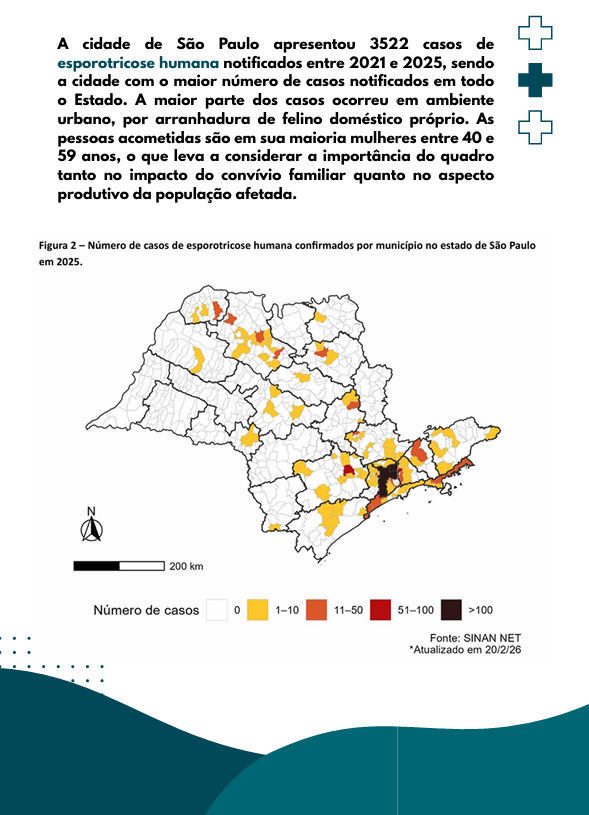 A cidade de São Paulo apresentou 3522 casos de
esporotricose humana notificados entre 2021 e 2025, sendo
a cidade com o maior número de casos notificados em todo
o Estado. A maior parte dos casos ocorreu em ambiente
urbano, por arranhadura de felino doméstico próprio. As
pessoas acometidas são em sua maioria mulheres entre 40 e
59 anos, o que leva a considerar a importância do quadro
tanto no impacto do convívio familiar quanto no aspecto
produtivo da população afetada.
Figura 2 – Número de casos de esporotricose humana confirmados por município no estado de São Paulo
em 2025.
N
200 km
Número de casos 0 1–10 11–50 51–100 >100
Fonte: SINAN NET
*Atualizado em 20/2/26